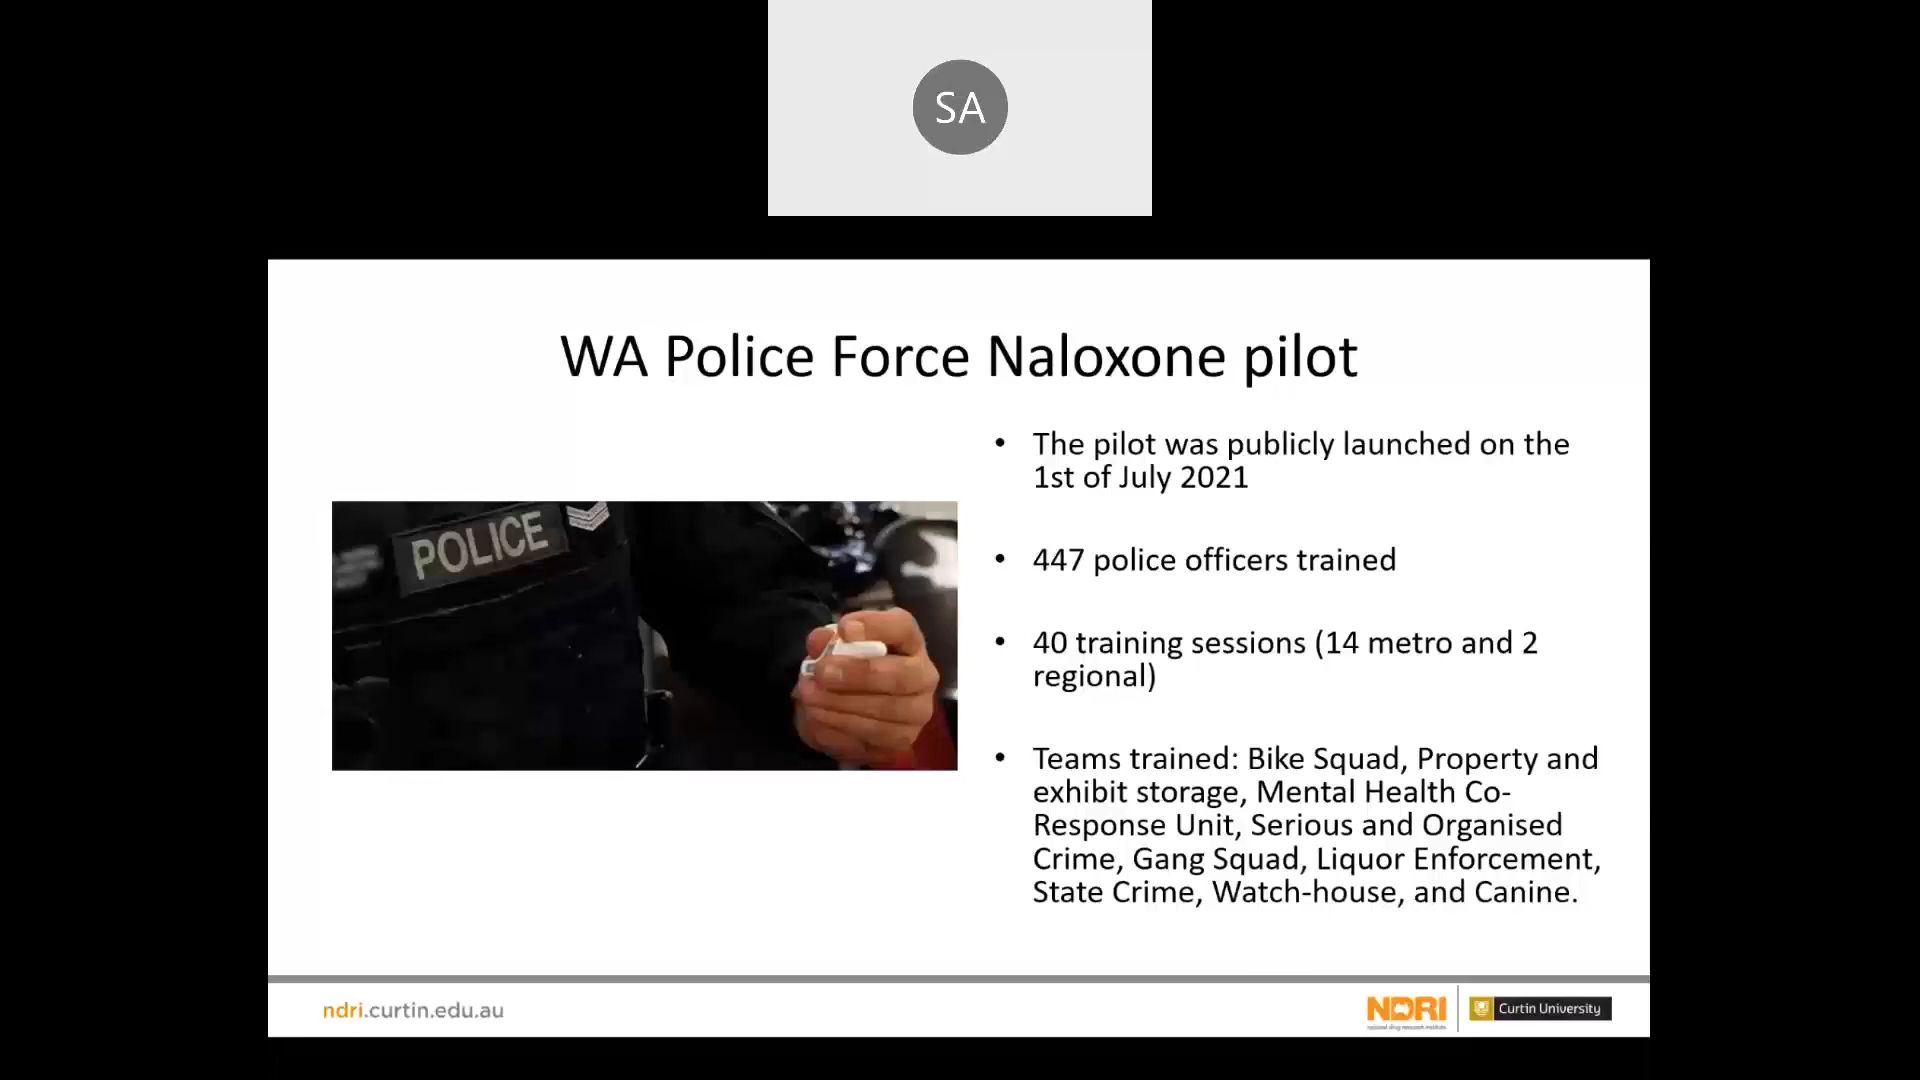 SA
WA Police Force Naloxone pilot
• The pilot was publicly launched on the
1st of July 2021
• 447 police officers trained
• 40 training sessions (14 metro and 2
regional)
• Teams trained: Bike Squad, Property and
exhibit storage, Mental Health Co-
Response Unit, Serious and Organised
Crime, Gang Squad, Liquor Enforcement,
State Crime, Watch-house, and Canine.
POLICE
ndri.curtin.edu.au
NDRI
national drug research institute
Curtin University